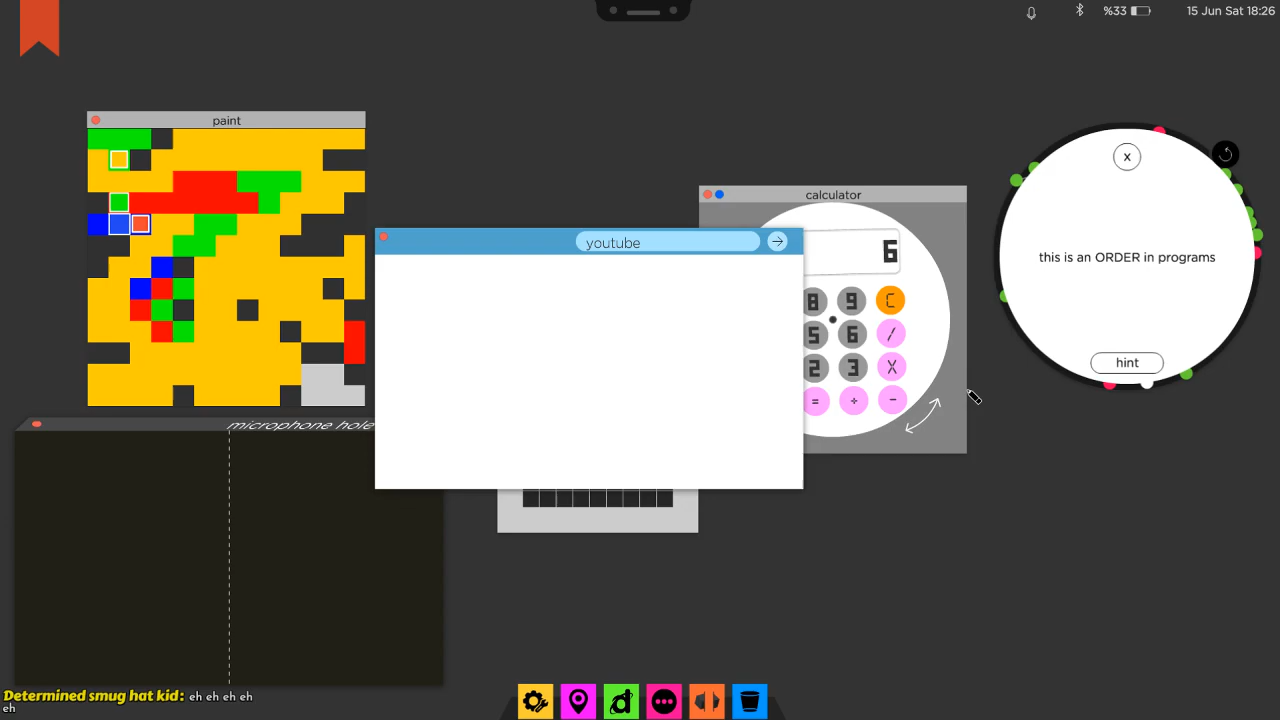 %33
15 Jun Sat 18:26
paint
calculator
6
youtube
x
this is an ORDER in programs
8 9 C
5 6 /
2 3 X
= + -
hint
microphone hole
d
Determined smug hat kid: eh eh eh eh
eh